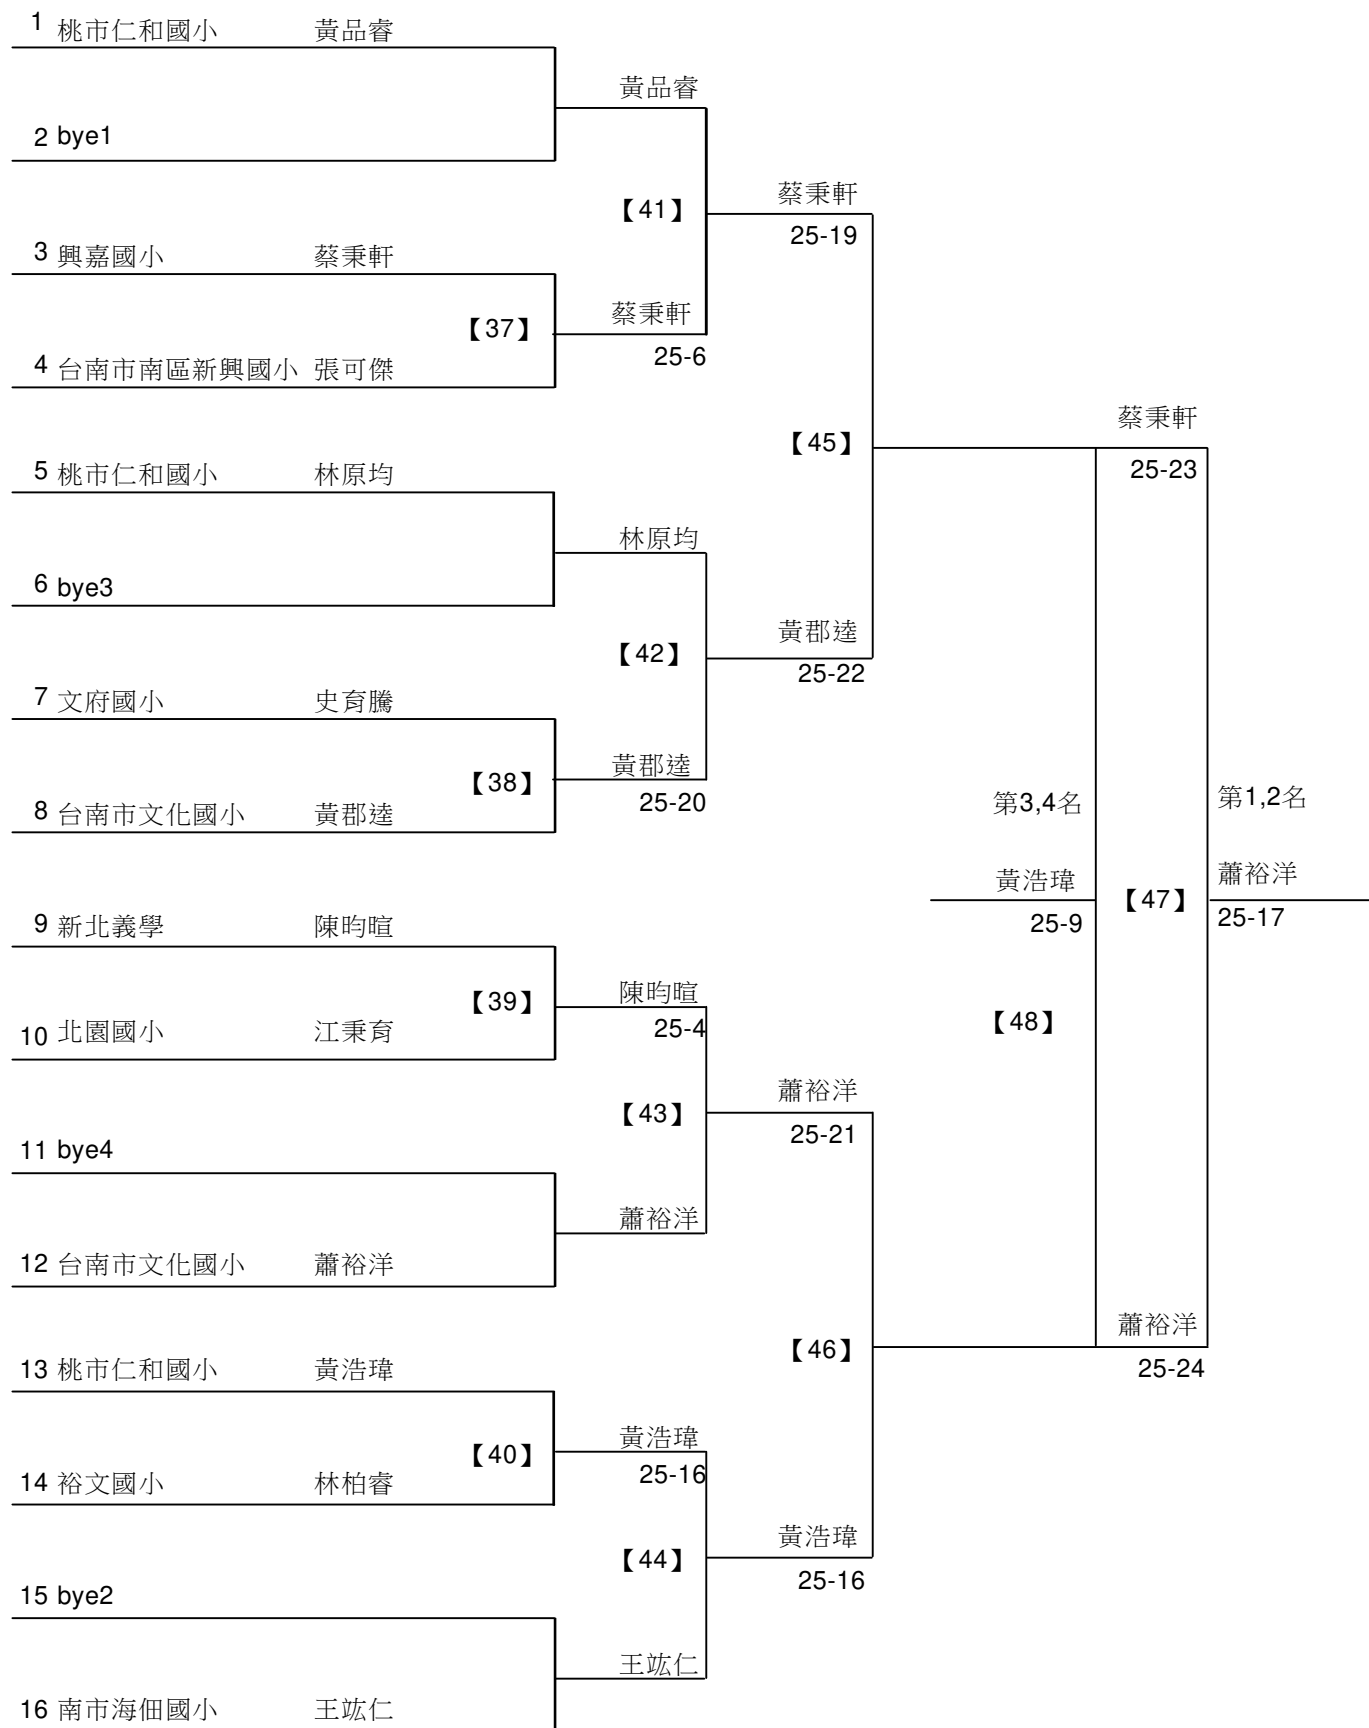 1 桃市仁和國小 黃品睿
黃品睿
2 bye1
【41】
蔡秉軒
25-19
3 興嘉國小 蔡秉軒
【37】
蔡秉軒
25-6
4 台南市南區新興國小 張可傑
【45】
蔡秉軒
25-23
5 桃市仁和國小 林原均
林原均
6 bye3
【42】
黃郡逵
25-22
7 文府國小 史育騰
【38】
黃郡逵
25-20
8 台南市文化國小 黃郡逵
第3,4名
第1,2名
黃浩瑋
25-9
【47】
蕭裕洋
25-17
9 新北義學 陳昀暄
【39】
陳昀暄
25-4
【48】
10 北園國小 江秉育
【43】
蕭裕洋
25-21
11 bye4
蕭裕洋
12 台南市文化國小 蕭裕洋
【46】
蕭裕洋
25-24
13 桃市仁和國小 黃浩瑋
【40】
黃浩瑋
25-16
14 裕文國小 林柏睿
【44】
黃浩瑋
25-16
15 bye2
王竑仁
16 南市海佃國小 王竑仁